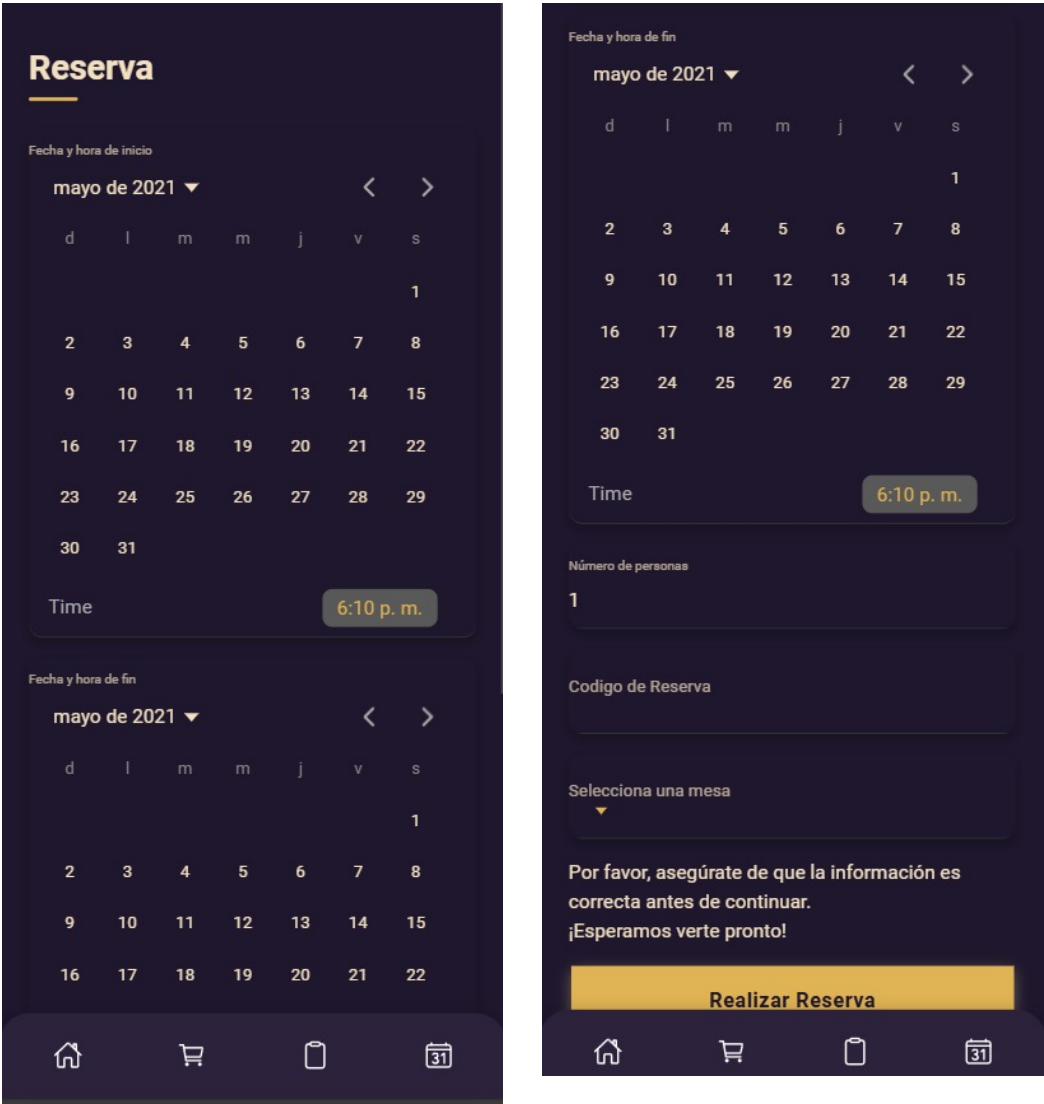 Reserva
Fecha y hora de inicio
mayo de 2021
d l m m j v s
1
2 3 4 5 6 7 8
9 10 11 12 13 14 15
16 17 18 19 20 21 22
23 24 25 26 27 28 29
30 31
Time 6:10 p. m.
Fecha y hora de fin
mayo de 2021
d l m m j v s
1
2 3 4 5 6 7 8
9 10 11 12 13 14 15
16 17 18 19 20 21 22
31
Fecha y hora de fin
mayo de 2021
d l m m j v s
1
2 3 4 5 6 7 8
9 10 11 12 13 14 15
16 17 18 19 20 21 22
23 24 25 26 27 28 29
30 31
Time 6:10 p. m.
Número de personas
1
Codigo de Reserva
Selecciona una mesa
Por favor, asegúrate de que la información es
correcta antes de continuar.
¡Esperamos verte pronto!
Realizar Reserva
31